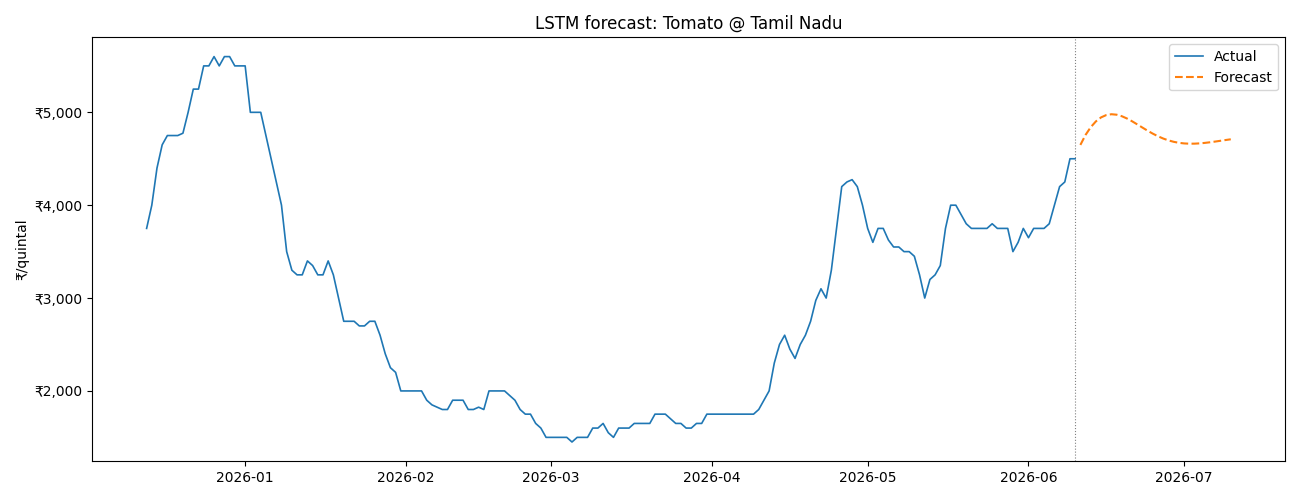 LSTM forecast: Tomato @ Tamil Nadu
Actual
Forecast
₹/quintal
₹5,000
₹4,000
₹3,000
₹2,000
2026-01
2026-02
2026-03
2026-04
2026-05
2026-06
2026-07